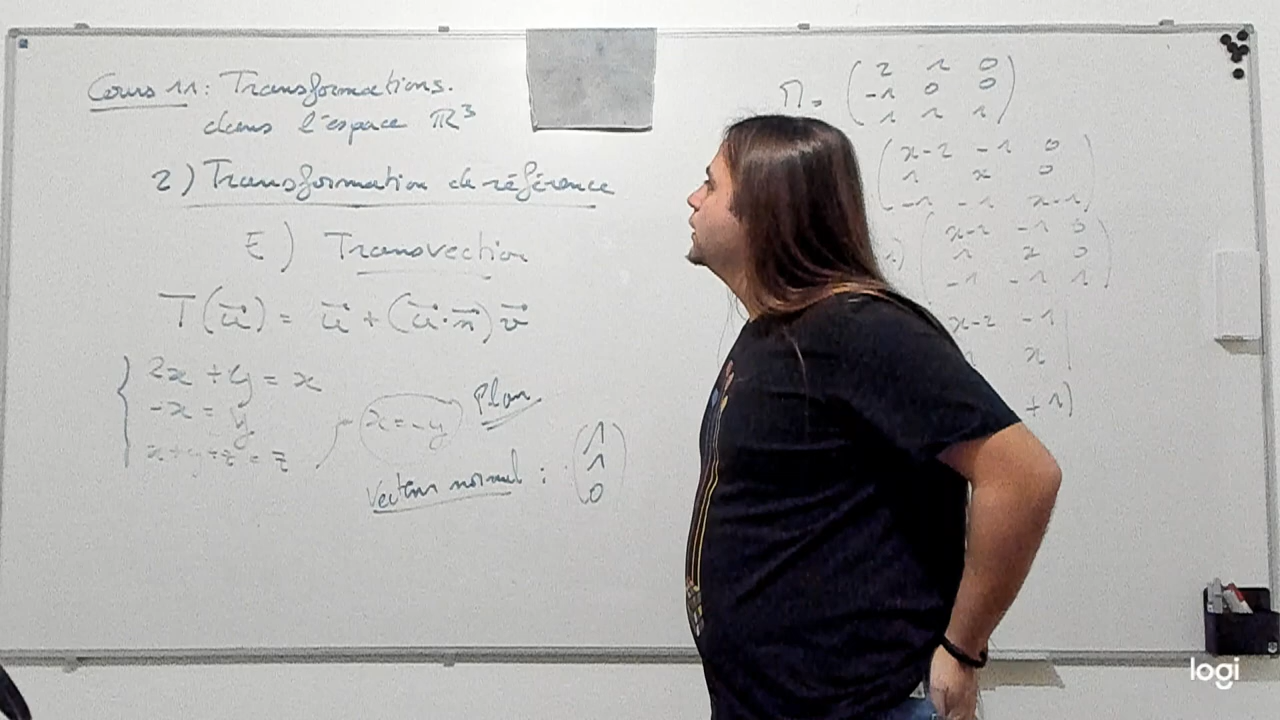 Cours 11 : Transformations.
dans l'espace ℝ³
2) Transformation de référence
E) Transvection
T(u⃗) = u⃗ + (u⃗·n⃗)v⃗
2x + y = x
-x = y
x+y+z = z
x = -y Plan
Vecteur normal :
1
1
0
M =
2 1 0
-1 0 0
1 1 1
x-2 -1 0
1 x 0
-1 -1 x-1
x-2 -1 0
1 x 0
-1 -1 1
x-2 -1
x
+1)
logi